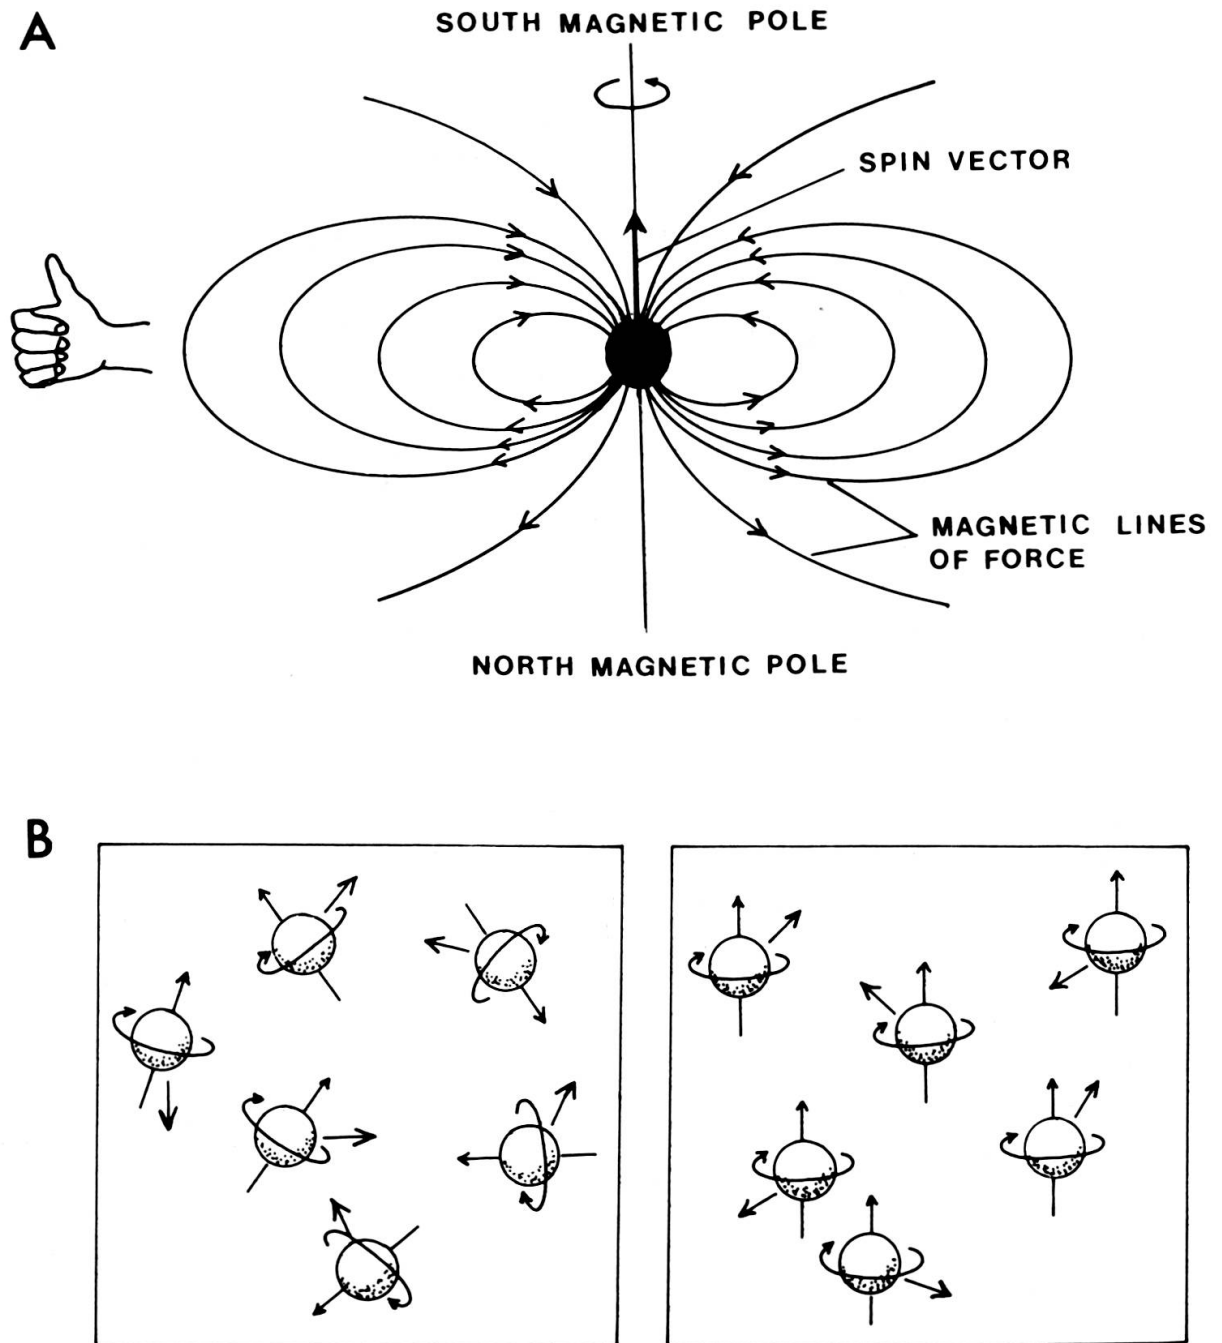 A
SOUTH MAGNETIC POLE
SPIN VECTOR
MAGNETIC LINES
OF FORCE
NORTH MAGNETIC POLE
B